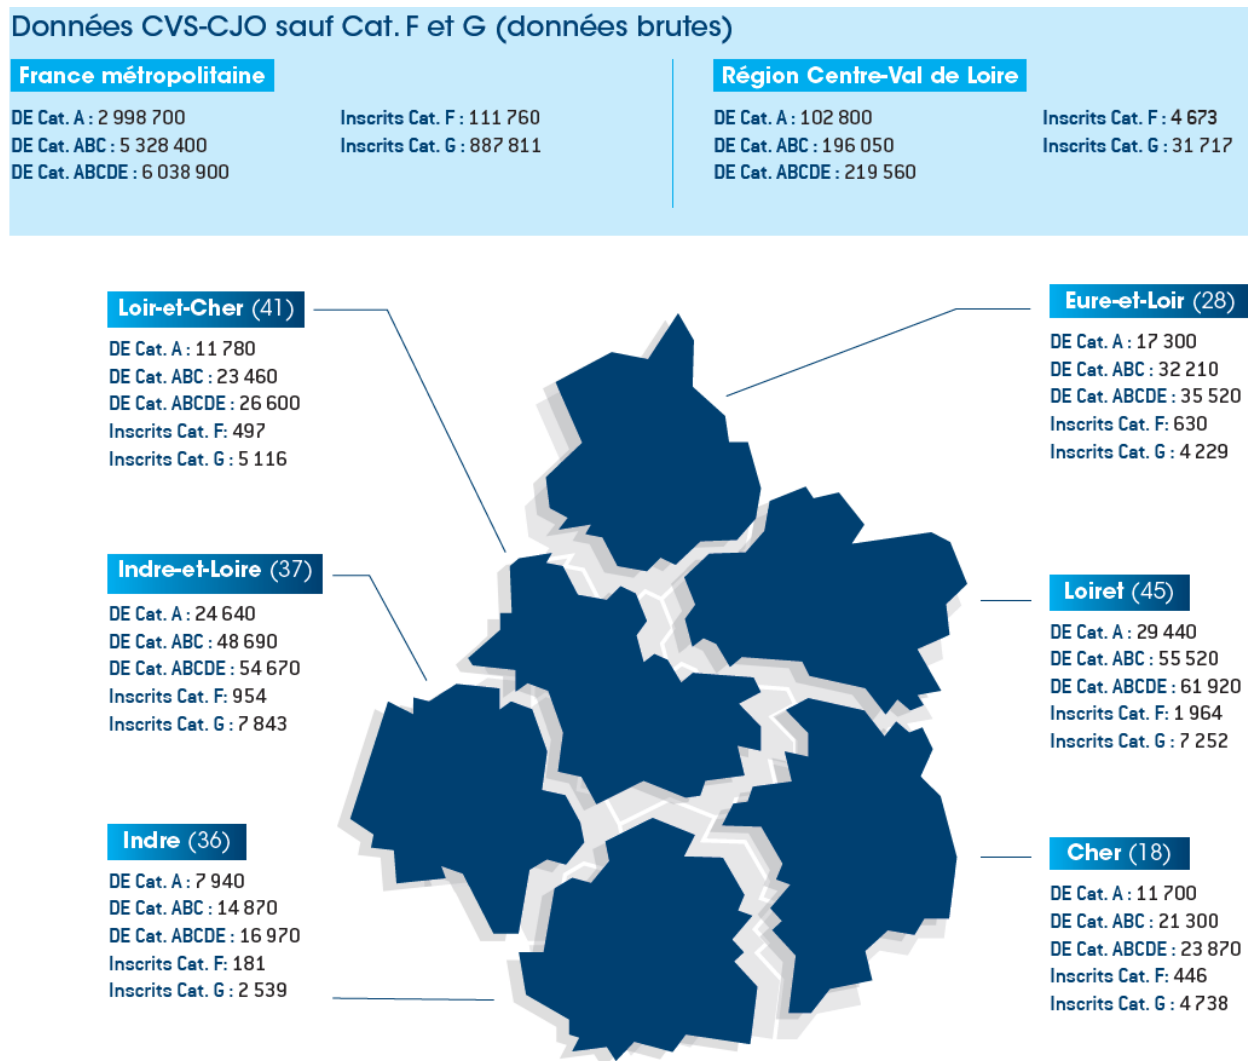 Données CVS-CJO sauf Cat. F et G (données brutes)
France métropolitaine
DE Cat. A : 2 998 700
DE Cat. ABC : 5 328 400
DE Cat. ABCDE : 6 038 900
Inscrits Cat. F : 111 760
Inscrits Cat. G : 887 811
Région Centre-Val de Loire
DE Cat. A : 102 800
DE Cat. ABC : 196 050
DE Cat. ABCDE : 219 560
Inscrits Cat. F : 4 673
Inscrits Cat. G : 31 717
Loir-et-Cher (41)
DE Cat. A : 11 780
DE Cat. ABC : 23 460
DE Cat. ABCDE : 26 600
Inscrits Cat. F: 497
Inscrits Cat. G : 5 116
Eure-et-Loir (28)
DE Cat. A : 17 300
DE Cat. ABC : 32 210
DE Cat. ABCDE : 35 520
Inscrits Cat. F: 630
Inscrits Cat. G : 4 229
Indre-et-Loire (37)
DE Cat. A : 24 640
DE Cat. ABC : 48 690
DE Cat. ABCDE : 54 670
Inscrits Cat. F: 954
Inscrits Cat. G : 7 843
Loiret (45)
DE Cat. A : 29 440
DE Cat. ABC : 55 520
DE Cat. ABCDE : 61 920
Inscrits Cat. F: 1 964
Inscrits Cat. G : 7 252
Indre (36)
DE Cat. A : 7 940
DE Cat. ABC : 14 870
DE Cat. ABCDE : 16 970
Inscrits Cat. F: 181
Inscrits Cat. G : 2 539
Cher (18)
DE Cat. A : 11 700
DE Cat. ABC : 21 300
DE Cat. ABCDE : 23 870
Inscrits Cat. F: 446
Inscrits Cat. G : 4 738